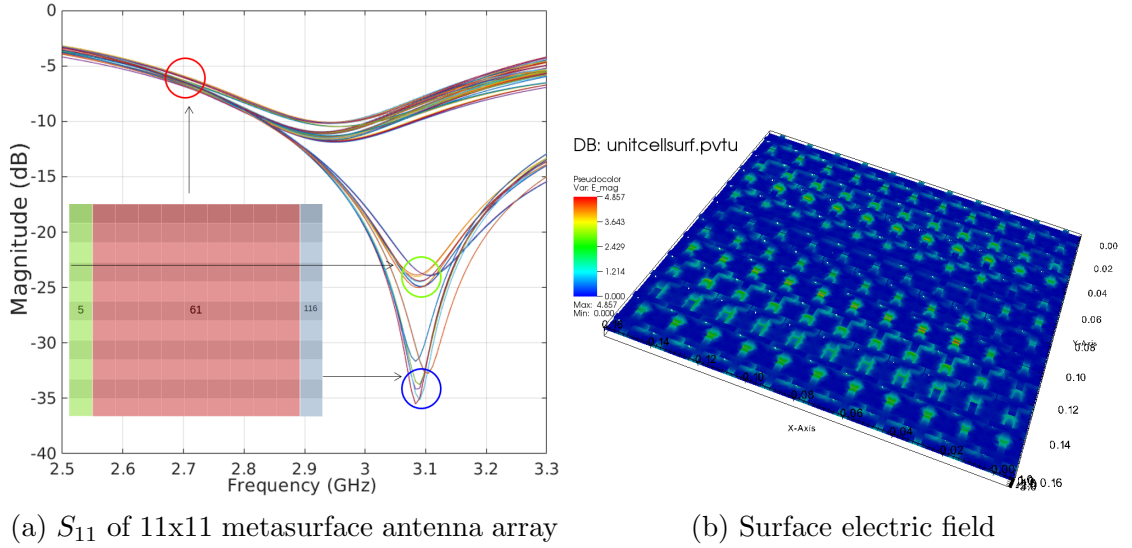 0
-5
-10
-15
-20
-25
-30
-35
-40
Magnitude (dB)
5
61
116
2.5 2.6 2.7 2.8 2.9 3 3.1 3.2 3.3
Frequency (GHz)
(a) S₁₁ of 11x11 metasurface antenna array
DB: unitcellsurf.pvtu
Pseudocolor
Var: E_mag
4.857
3.643
2.429
1.214
0.000
Max: 4.857
Min: 0.000
0.00
0.02
0.04
0.06
Y-Axis
0.08
0.10
0.12
0.14
0.16
0.14
0.12
0.10
0.08
0.06
0.04
0.02
X-Axis
(b) Surface electric field